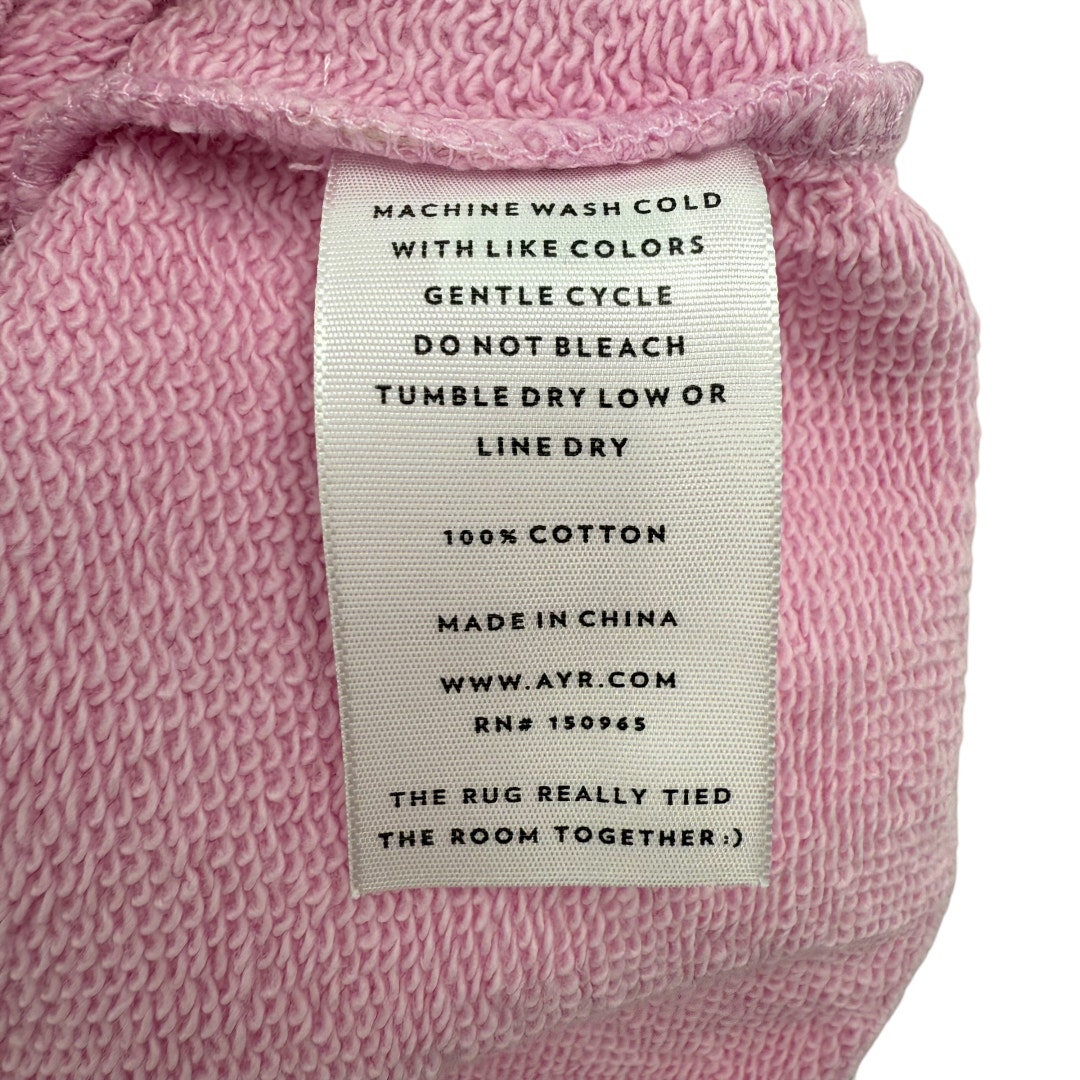 MACHINE WASH COLD
WITH LIKE COLORS
GENTLE CYCLE
DO NOT BLEACH
TUMBLE DRY LOW OR
LINE DRY
100% COTTON
MADE IN CHINA
WWW.AYR.COM
RN# 150965
THE RUG REALLY TIED
THE ROOM TOGETHER :)